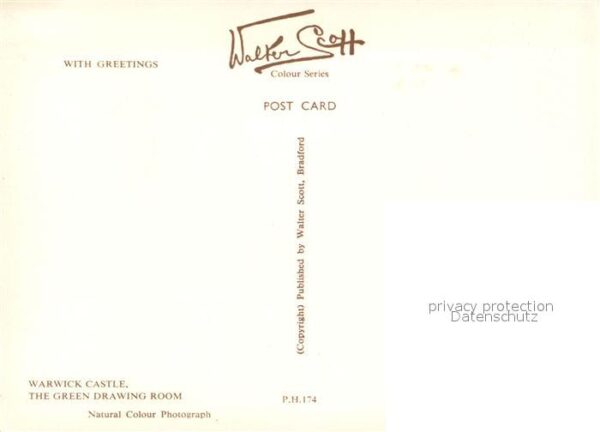 Walter Scott
Colour Series
WITH GREETINGS
POST CARD
(Copyright) Published by Walter Scott, Bradford
privacy protection
Datenschutz
WARWICK CASTLE,
THE GREEN DRAWING ROOM
P.H.174
Natural Colour Photograph